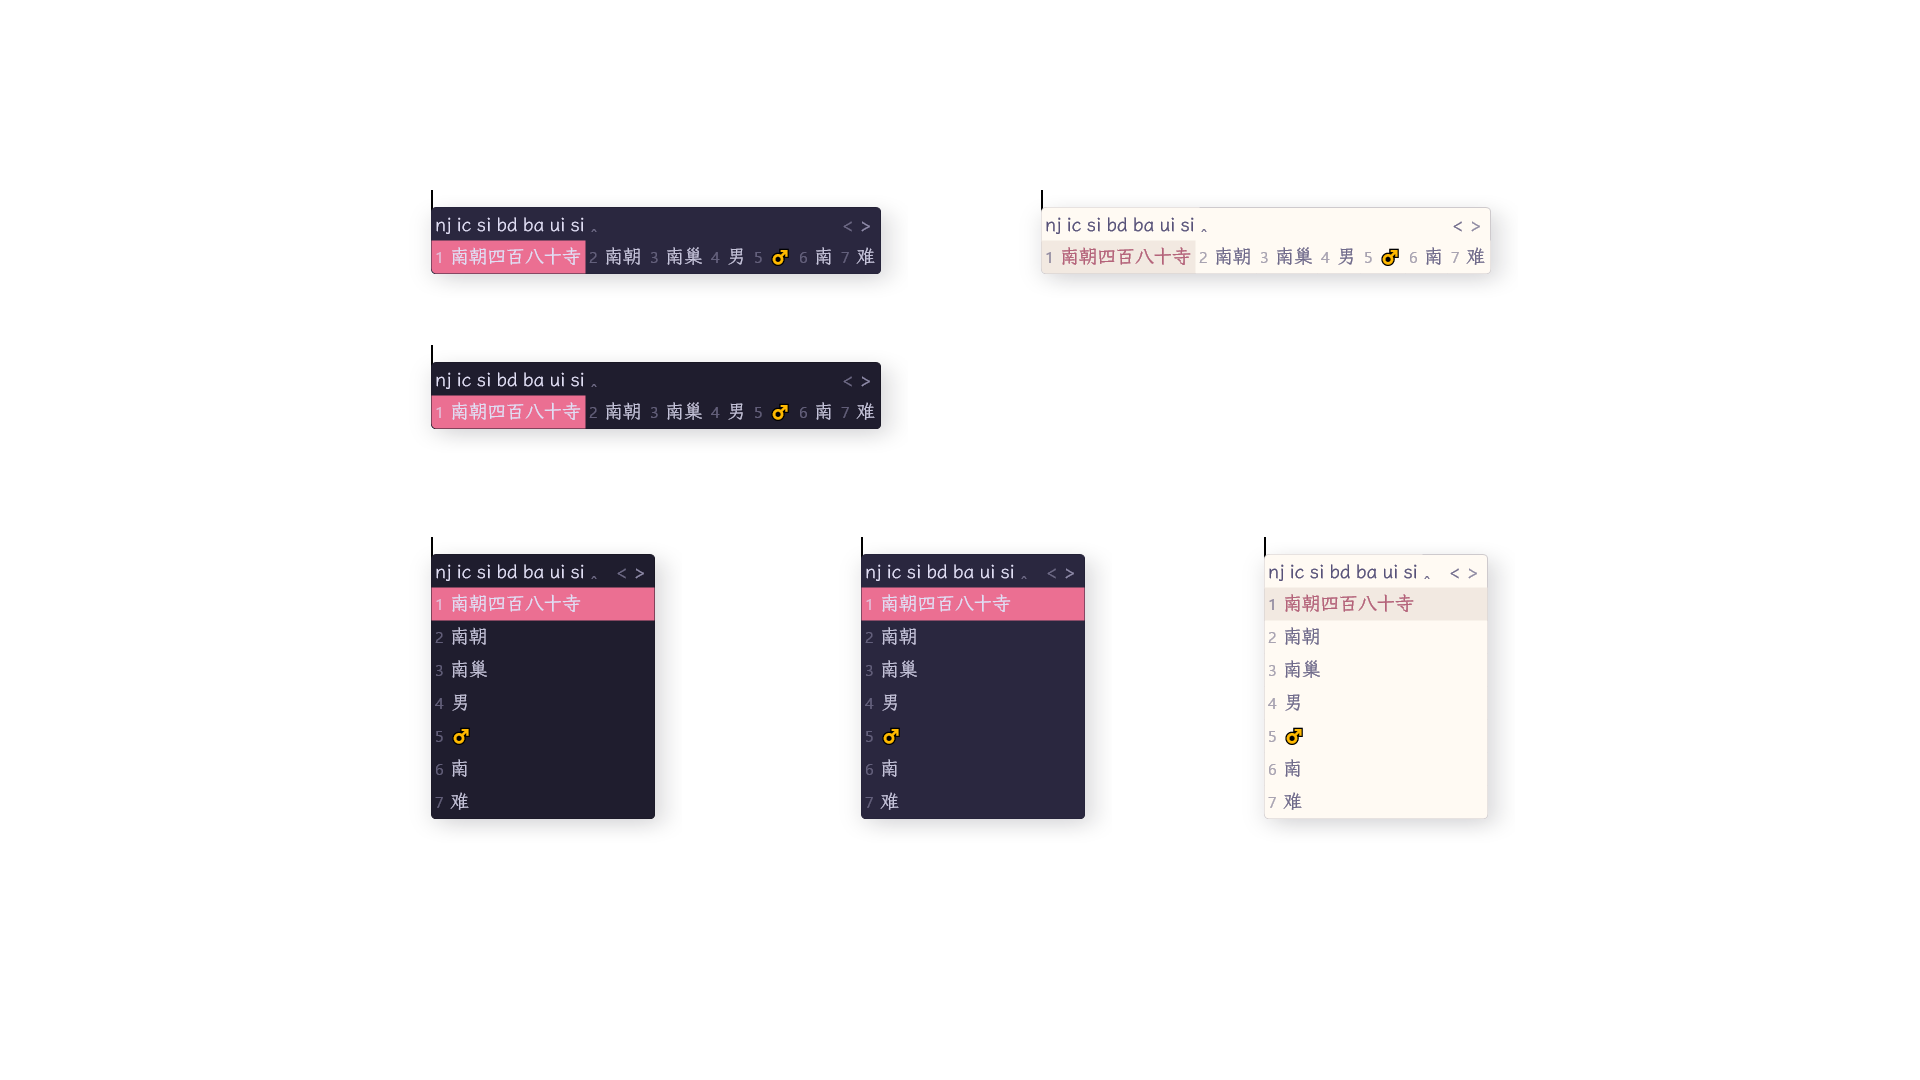 nj ic si bd ba ui si ‸ < >
1 南朝四百八十寺 2 南朝 3 南巢 4 男 5 ♂ 6 南 7 难
nj ic si bd ba ui si ‸ < >
1 南朝四百八十寺 2 南朝 3 南巢 4 男 5 ♂ 6 南 7 难
nj ic si bd ba ui si ‸ < >
1 南朝四百八十寺 2 南朝 3 南巢 4 男 5 ♂ 6 南 7 难
nj ic si bd ba ui si ‸ < >
1 南朝四百八十寺
2 南朝
3 南巢
4 男
5 ♂
6 南
7 难
nj ic si bd ba ui si ‸ < >
1 南朝四百八十寺
2 南朝
3 南巢
4 男
5 ♂
6 南
7 难
nj ic si bd ba ui si ‸ < >
1 南朝四百八十寺
2 南朝
3 南巢
4 男
5 ♂
6 南
7 难